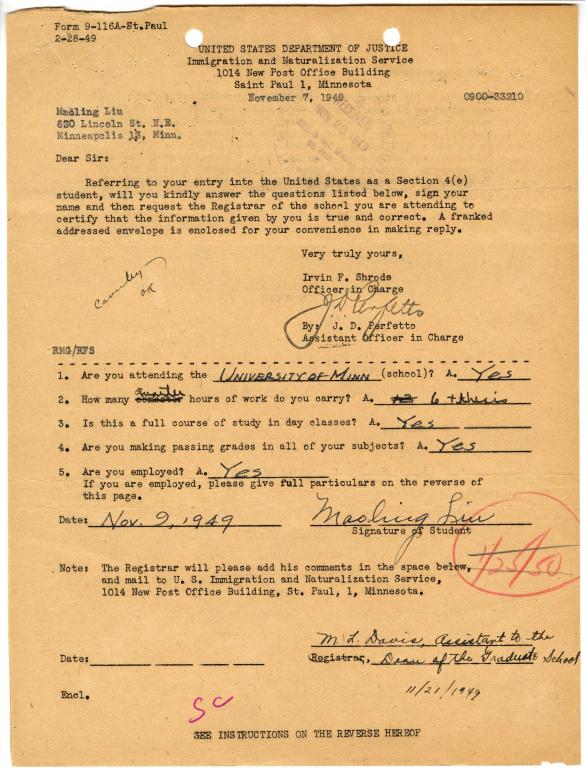 Form 9-116A-St.Paul
2-28-49
UNITED STATES DEPARTMENT OF JUSTICE
Immigration and Naturalization Service
1014 New Post Office Building
Saint Paul 1, Minnesota
November 7, 1949
0900-33210
Maoling Liu
630 Lincoln St. N.E.
Minneapolis 13, Minn.
Dear Sir:
Referring to your entry into the United States as a Section 4(e)
student, will you kindly answer the questions listed below, sign your
name and then request the Registrar of the school you are attending to
certify that the information given by you is true and correct. A franked
addressed envelope is enclosed for your convenience in making reply.
Very truly yours,
Irvin F. Shrode
Officer in Charge
J D Perfetto
By: J. D. Perfetto
Assistant Officer in Charge
OK
RMG/RFS
1. Are you attending the UNIVERSITY OF MINN (school)? A. Yes
2. How many quarter semester hours of work do you carry? A. 12 6 + thesis
3. Is this a full course of study in day classes? A. Yes
4. Are you making passing grades in all of your subjects? A. Yes
5. Are you employed? A. Yes
If you are employed, please give full particulars on the reverse of
this page.
Date: Nov. 9, 1949 Maoling Liu
Signature of Student
1/25/50
Note: The Registrar will please add his comments in the space below,
and mail to U. S. Immigration and Naturalization Service,
1014 New Post Office Building, St. Paul, 1, Minnesota.
M. L. Davis, Assistant to the
Date: Registrar, Dean of the Graduate School
11/21/1949
Encl.
SC
SEE INSTRUCTIONS ON THE REVERSE HEREOF